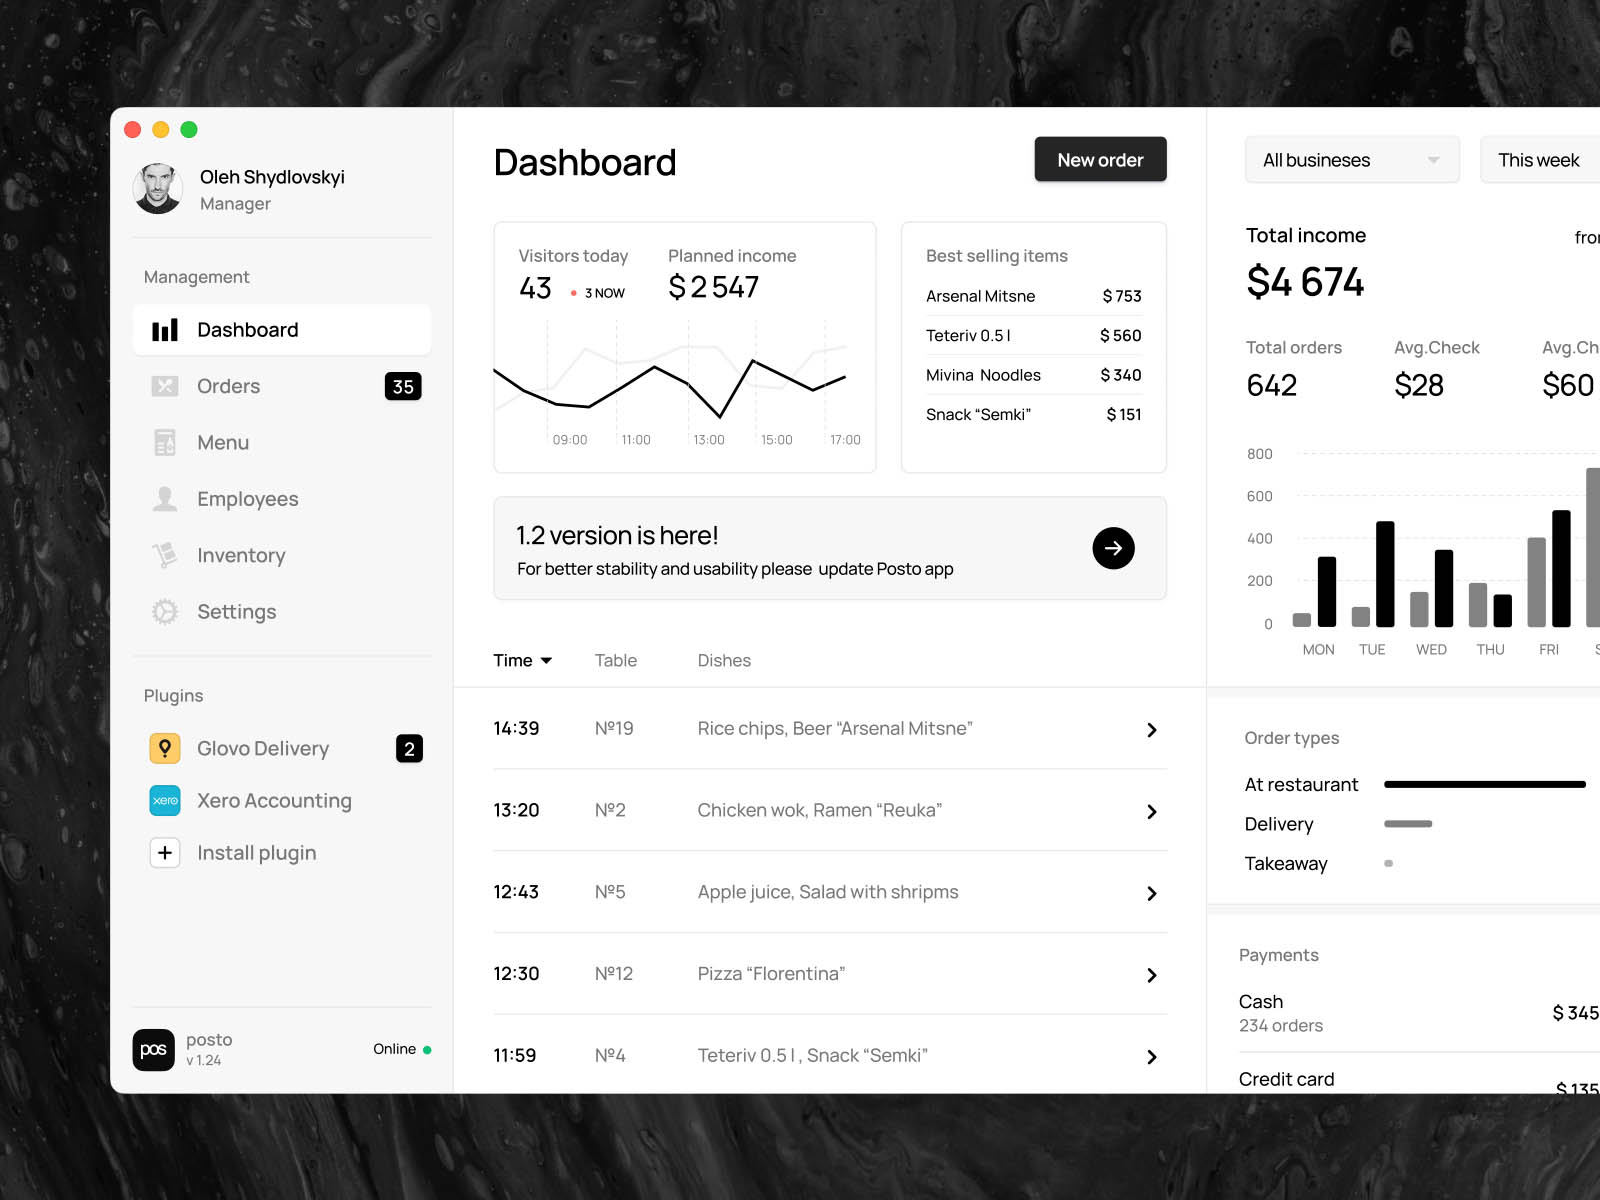 Oleh Shydlovskyi
Manager
Management
Dashboard
Orders 35
Menu
Employees
Inventory
Settings
Plugins
Glovo Delivery 2
xero Xero Accounting
+ Install plugin
pos posto
v 1.24
Online
Dashboard
New order
Visitors today
43
3 NOW
Planned income
$ 2 547
09:00 11:00 13:00 15:00 17:00
Best selling items
Arsenal Mitsne $ 753
Teteriv 0.5 l $ 560
Mivina Noodles $ 340
Snack “Semki” $ 151
1.2 version is here!
For better stability and usability please update Posto app
Time Table Dishes
14:39 №19 Rice chips, Beer “Arsenal Mitsne”
13:20 №2 Chicken wok, Ramen “Reuka”
12:43 №5 Apple juice, Salad with shripms
12:30 №12 Pizza “Florentina”
11:59 №4 Teteriv 0.5 l , Snack “Semki”
All busineses
This week
Total income
$4 674
Total orders
642
Avg.Check
$28
Avg.Ch
$60
800
600
400
200
0
MON TUE WED THU FRI
Order types
At restaurant
Delivery
Takeaway
Payments
Cash $ 345
234 orders
Credit card $ 135